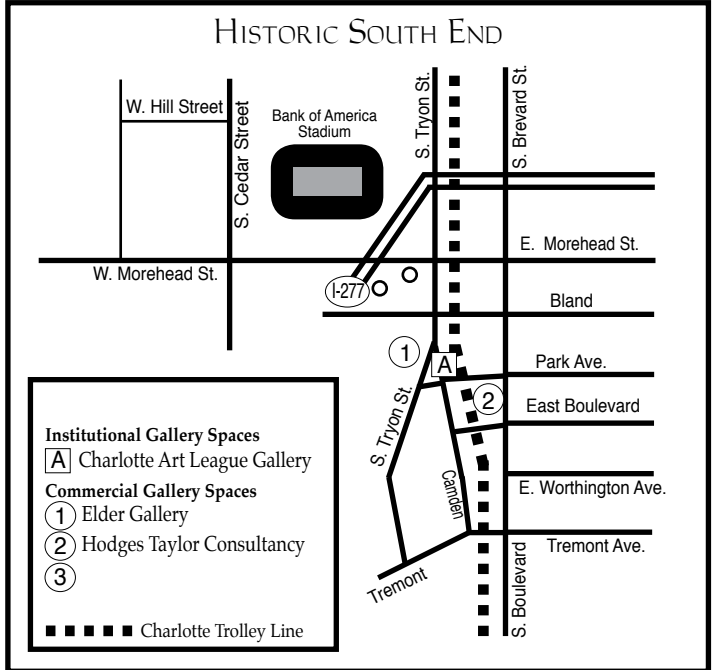 HISTORIC SOUTH END
W. Hill Street
S. Cedar Street
Bank of America
Stadium
S. Tryon St.
S. Brevard St.
E. Morehead St.
W. Morehead St.
I-277
Bland
1
A
Park Ave.
2
East Boulevard
S. Tryon St.
Camden
E. Worthington Ave.
Tremont Ave.
Tremont
S. Boulevard
Institutional Gallery Spaces
A Charlotte Art League Gallery
Commercial Gallery Spaces
1 Elder Gallery
2 Hodges Taylor Consultancy
3
Charlotte Trolley Line